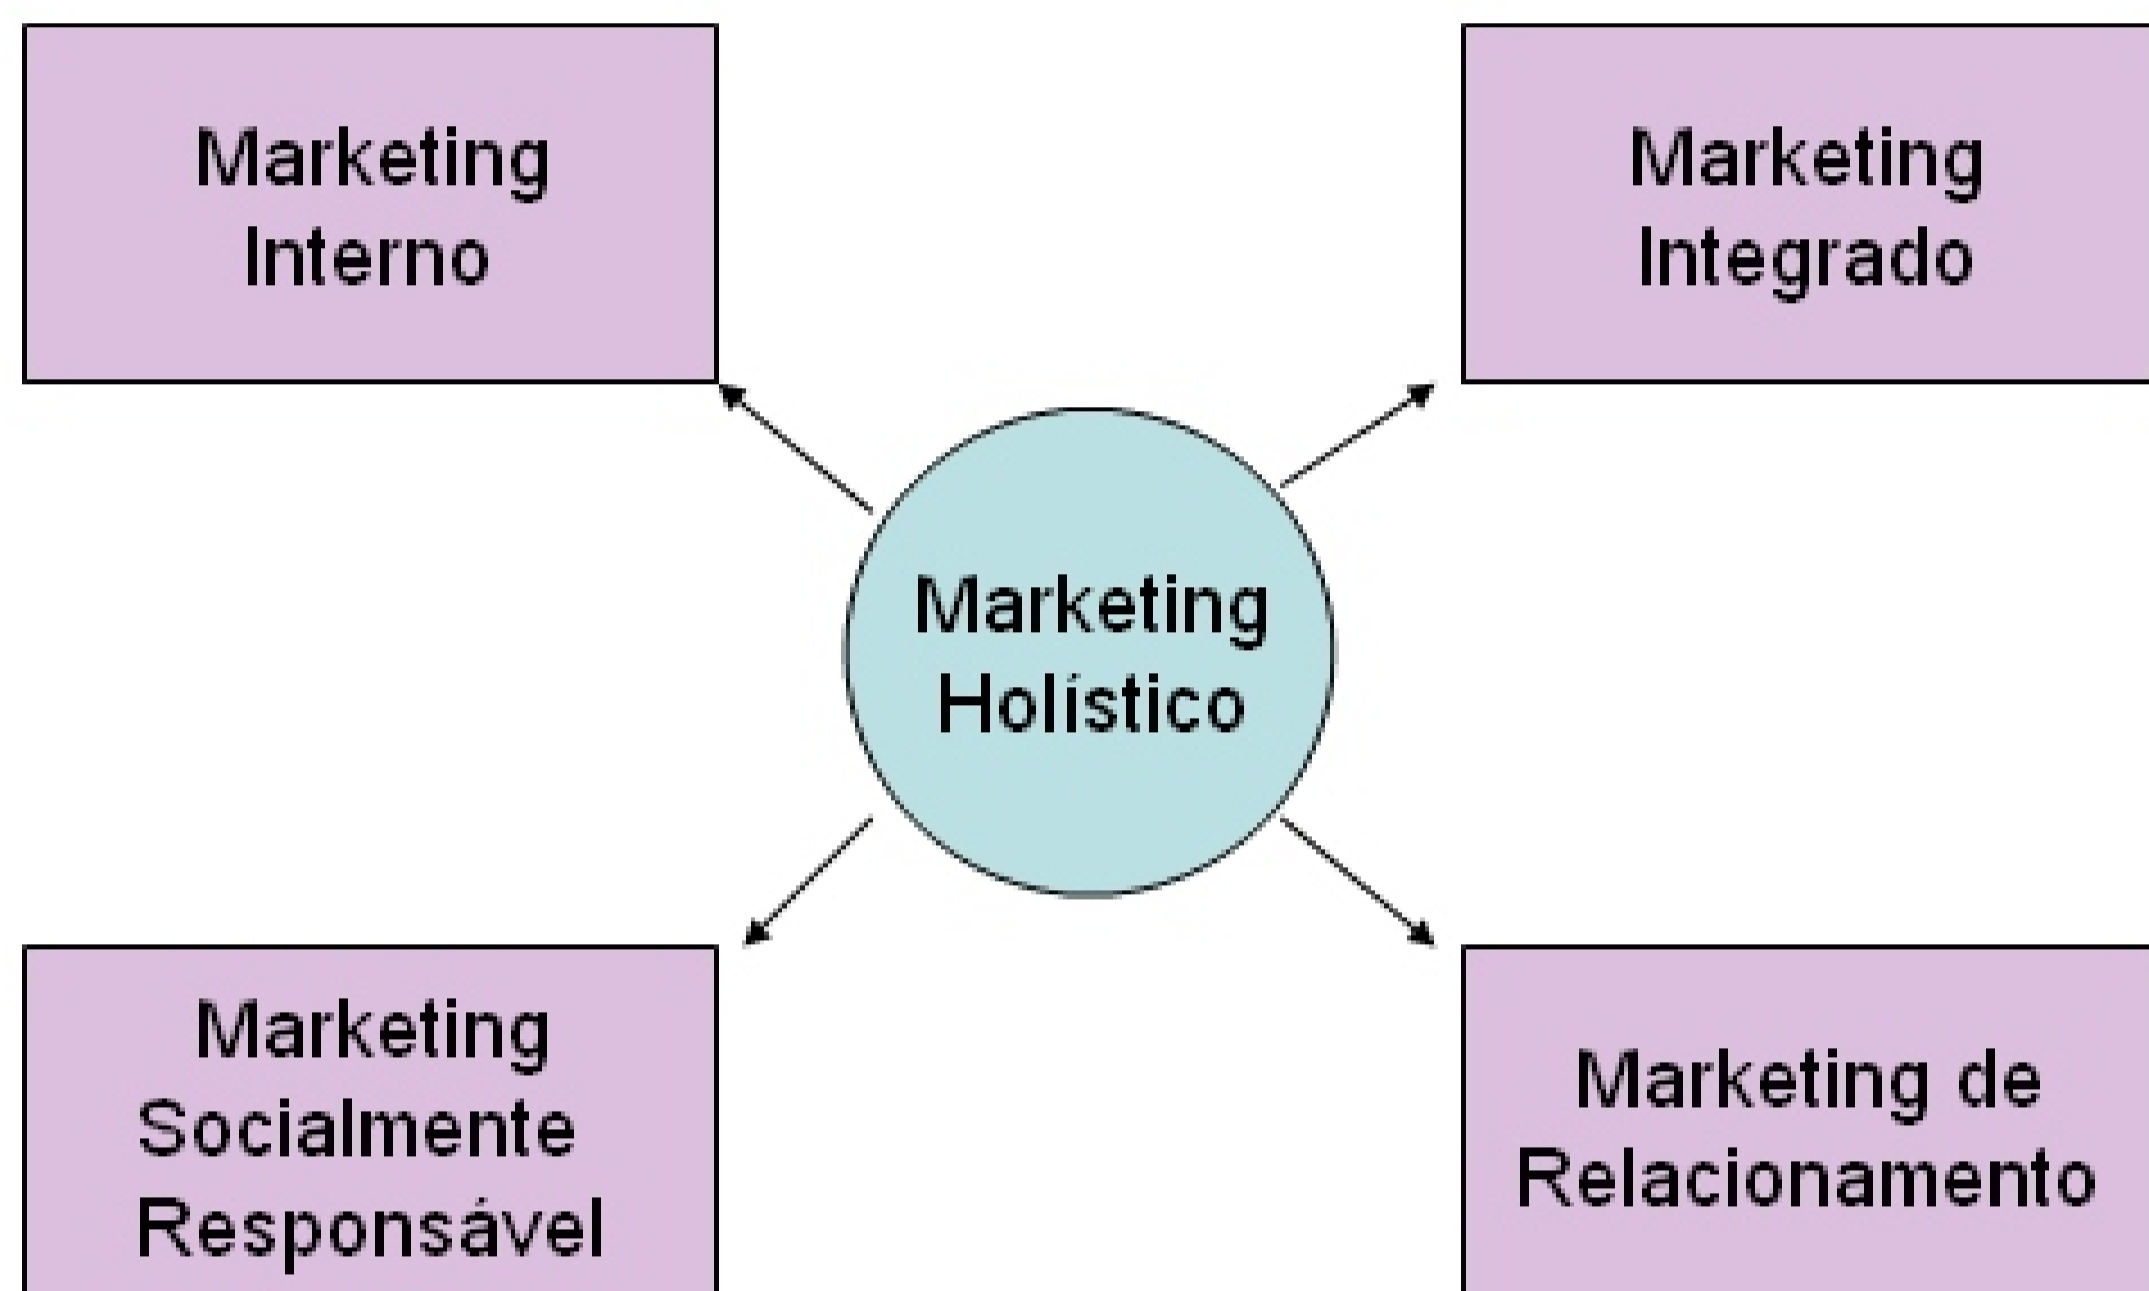 Marketing
Interno
Marketing
Integrado
Marketing
Holístico
Marketing
Socialmente
Responsável
Marketing de
Relacionamento